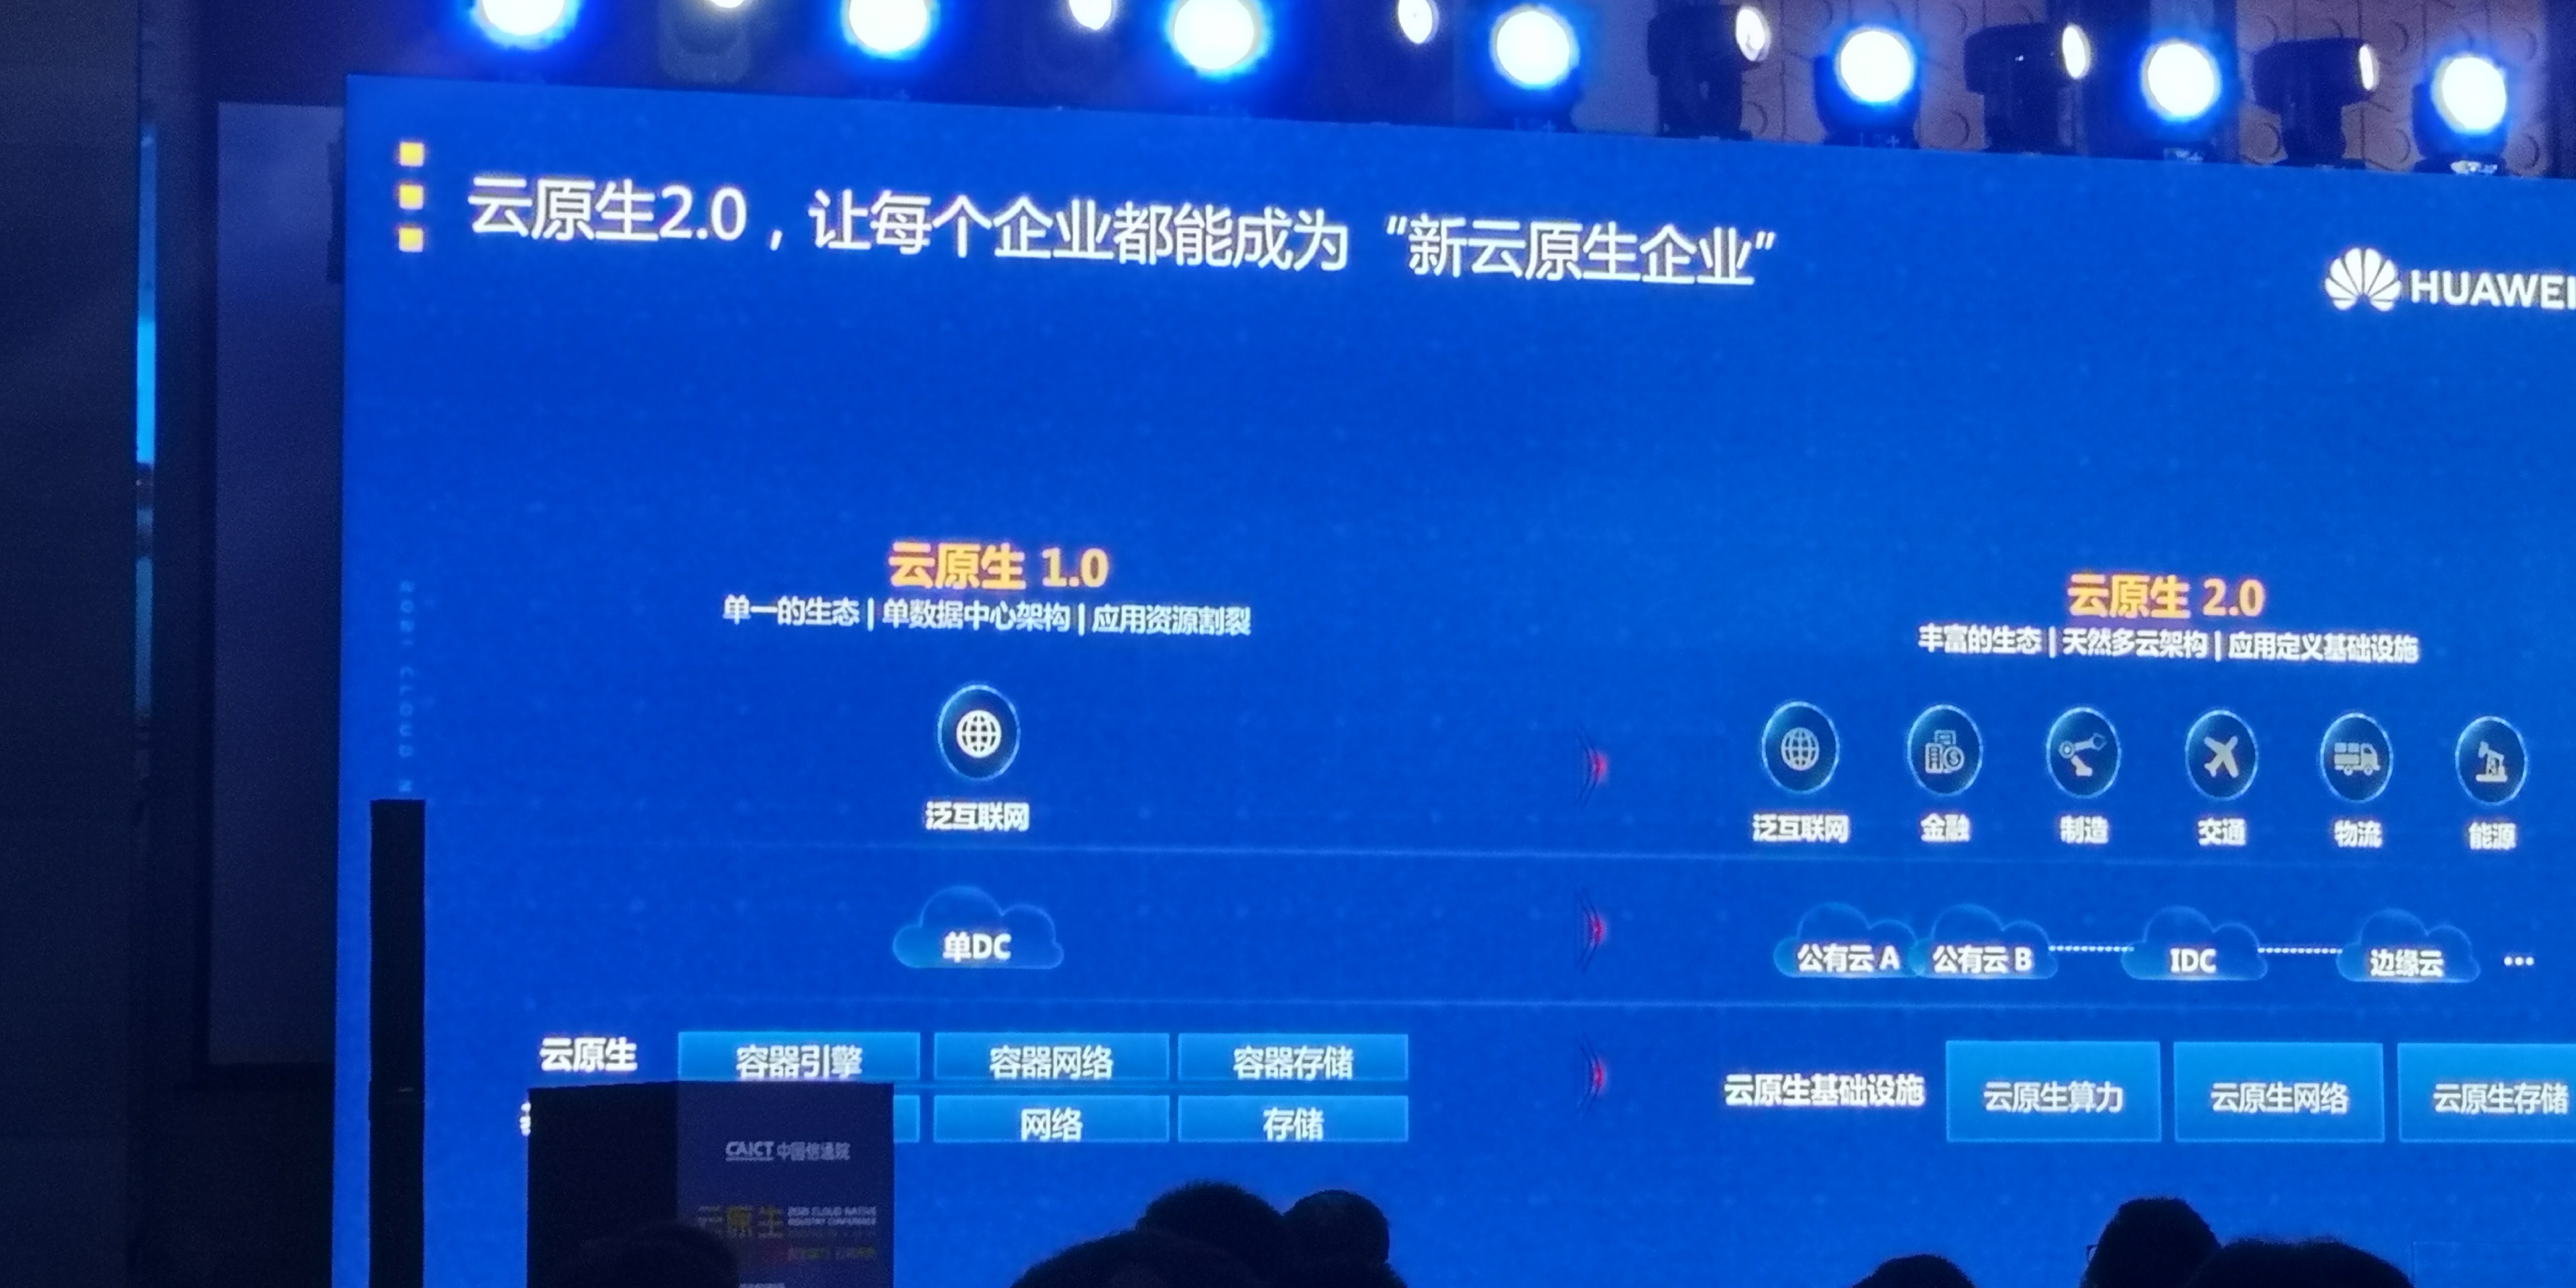 云原生2.0，让每个企业都能成为“新云原生企业”
HUAWEI
云原生 1.0
单一的生态 | 单数据中心架构 | 应用资源割裂
泛互联网
单DC
云原生 容器引擎 容器网络 容器存储
网络 存储
云原生 2.0
丰富的生态 | 天然多云架构 | 应用定义基础设施
泛互联网 金融 制造 交通 物流 能源
公有云 A 公有云 B IDC 边缘云 ...
云原生基础设施 云原生算力 云原生网络 云原生存储
2021 CLOUD N
CAICT 中国信通院
2021 CLOUD NATIVE
INDUSTRY CONFERENCE